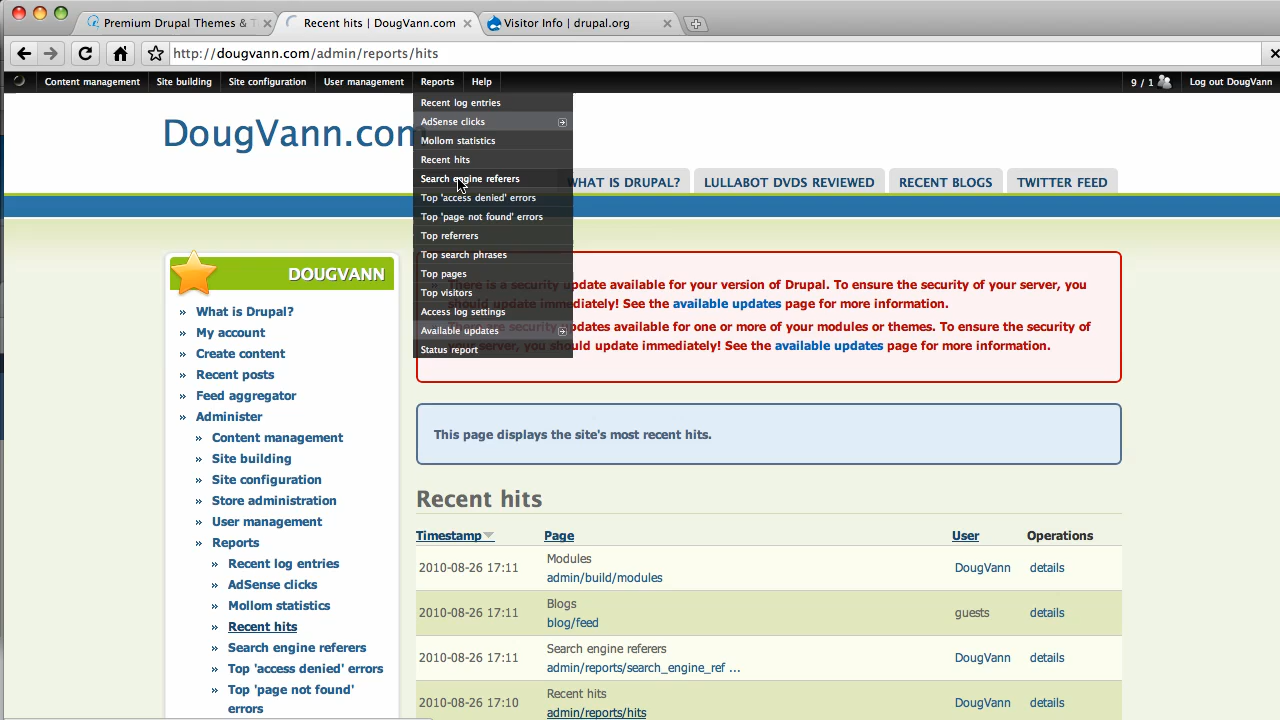 Premium Drupal Themes & T
Recent hits | DougVann.com
Visitor Info | drupal.org
http://dougvann.com/admin/reports/hits
Content management
Site building
Site configuration
User management
Reports
Help
9 / 1
Log out DougVann
Recent log entries
AdSense clicks
Mollom statistics
Recent hits
Search engine referers
Top 'access denied' errors
Top 'page not found' errors
Top referrers
Top search phrases
Top pages
Top visitors
Access log settings
Available updates
Status report
DougVann.com
WHAT IS DRUPAL?
LULLABOT DVDS REVIEWED
RECENT BLOGS
TWITTER FEED
DOUGVANN
What is Drupal?
My account
Create content
Recent posts
Feed aggregator
Administer
Content management
Site building
Site configuration
Store administration
User management
Reports
Recent log entries
AdSense clicks
Mollom statistics
Recent hits
Search engine referers
Top 'access denied' errors
Top 'page not found'
errors
There is a security update available for your version of Drupal. To ensure the security of your server, you
should update immediately! See the available updates page for more information.
There are security updates available for one or more of your modules or themes. To ensure the security of
your server, you should update immediately! See the available updates page for more information.
This page displays the site's most recent hits.
Recent hits
Timestamp Page User Operations
Modules
2010-08-26 17:11 admin/build/modules DougVann details
Blogs
2010-08-26 17:11 blog/feed guests details
Search engine referers
2010-08-26 17:11 admin/reports/search_engine_ref ... DougVann details
Recent hits
2010-08-26 17:10 admin/reports/hits DougVann details